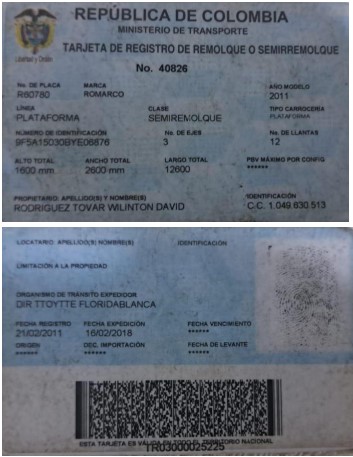 REPÚBLICA DE COLOMBIA
MINISTERIO DE TRANSPORTE
TARJETA DE REGISTRO DE REMOLQUE O SEMIRREMOLQUE
Libertad y Orden
No. 40826
No. DE PLACA MARCA AÑO MODELO
R60780 ROMARCO 2011
LÍNEA CLASE TIPO CARROCERIA
PLATAFORMA SEMIREMOLQUE PLATAFORMA
NÚMERO DE IDENTIFICACIÓN No. DE EJES No. DE LLANTAS
9F5A15030BYE06876 3 12
ALTO TOTAL ANCHO TOTAL LARGO TOTAL PBV MÁXIMO POR CONFIG
1600 mm 2600 mm 12600 ******
PROPIETARIO: APELLIDO(S) Y NOMBRE(S) IDENTIFICACIÓN
RODRIGUEZ TOVAR WILINTON DAVID C.C. 1.049.630.513
LOCATARIO: APELLIDO(S) NOMBRE(S) IDENTIFICACIÓN
LIMITACIÓN A LA PROPIEDAD
ORGANISMO DE TRÁNSITO EXPEDIDOR
DIR TTOYTTE FLORIDABLANCA
FECHA REGISTRO FECHA EXPEDICIÓN FECHA VENCIMIENTO
21/02/2011 16/02/2018 ******
ORIGEN DEC. IMPORTACIÓN FECHA DE LEVANTE
****** ****** ******
ESTA TARJETA ES VÁLIDA EN TODO EL TERRITORIO NACIONAL
TR03000025225